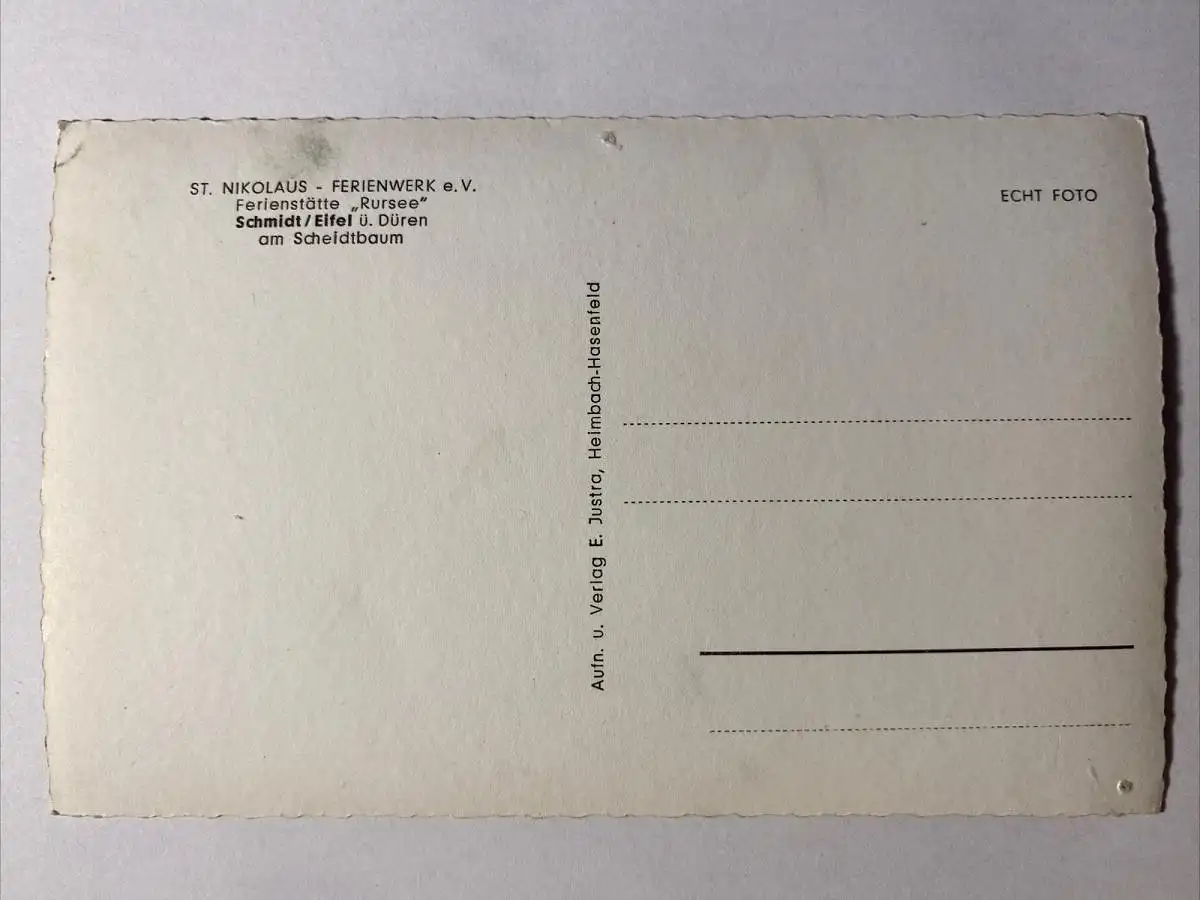 ST. NIKOLAUS - FERIENWERK e.V.
Ferienstätte „Rursee"
Schmidt/Eifel ü. Düren
am Scheidtbaum
ECHT FOTO
Aufn. u. Verlag E. Justra, Heimbach-Hasenfeld